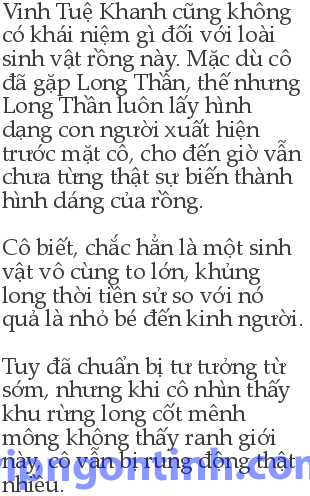 Vinh Tuệ Khanh cũng không
có khái niệm gì đối với loài
sinh vật rồng này. Mặc dù cô
đã gặp Long Thần, thế nhưng
Long Thần luôn lấy hình
dạng con người xuất hiện
trước mặt cô, cho đến giờ vẫn
chưa từng thật sự biến thành
hình dáng của rồng.
Cô biết, chắc hẳn là một sinh
vật vô cùng to lớn, khủng
long thời tiền sử so với nó
quả là nhỏ bé đến kinh người.
Tuy đã chuẩn bị tư tưởng từ
sớm, nhưng khi cô nhìn thấy
khu rừng long cốt mênh
mông không thấy ranh giới
này, cô vẫn bị rung động thật
nhiều.
vipngontinh.com